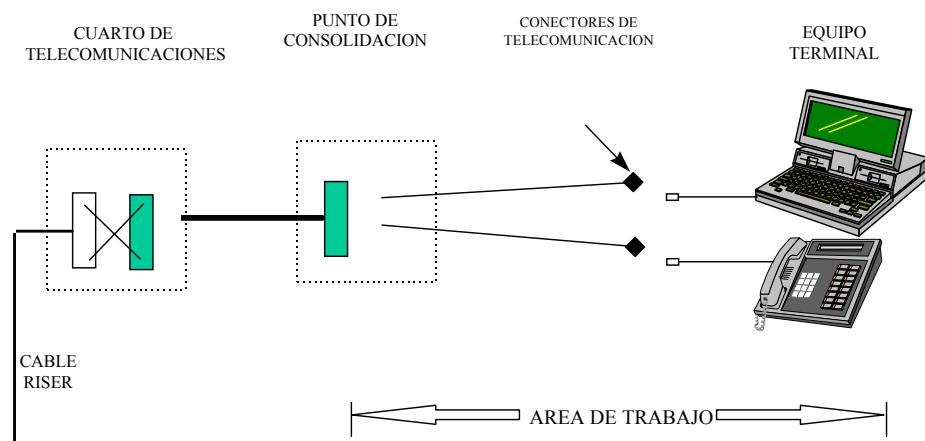 CUARTO DE
TELECOMUNICACIONES
PUNTO DE
CONSOLIDACION
CONECTORES DE
TELECOMUNICACION
EQUIPO
TERMINAL
CABLE
RISER
AREA DE TRABAJO